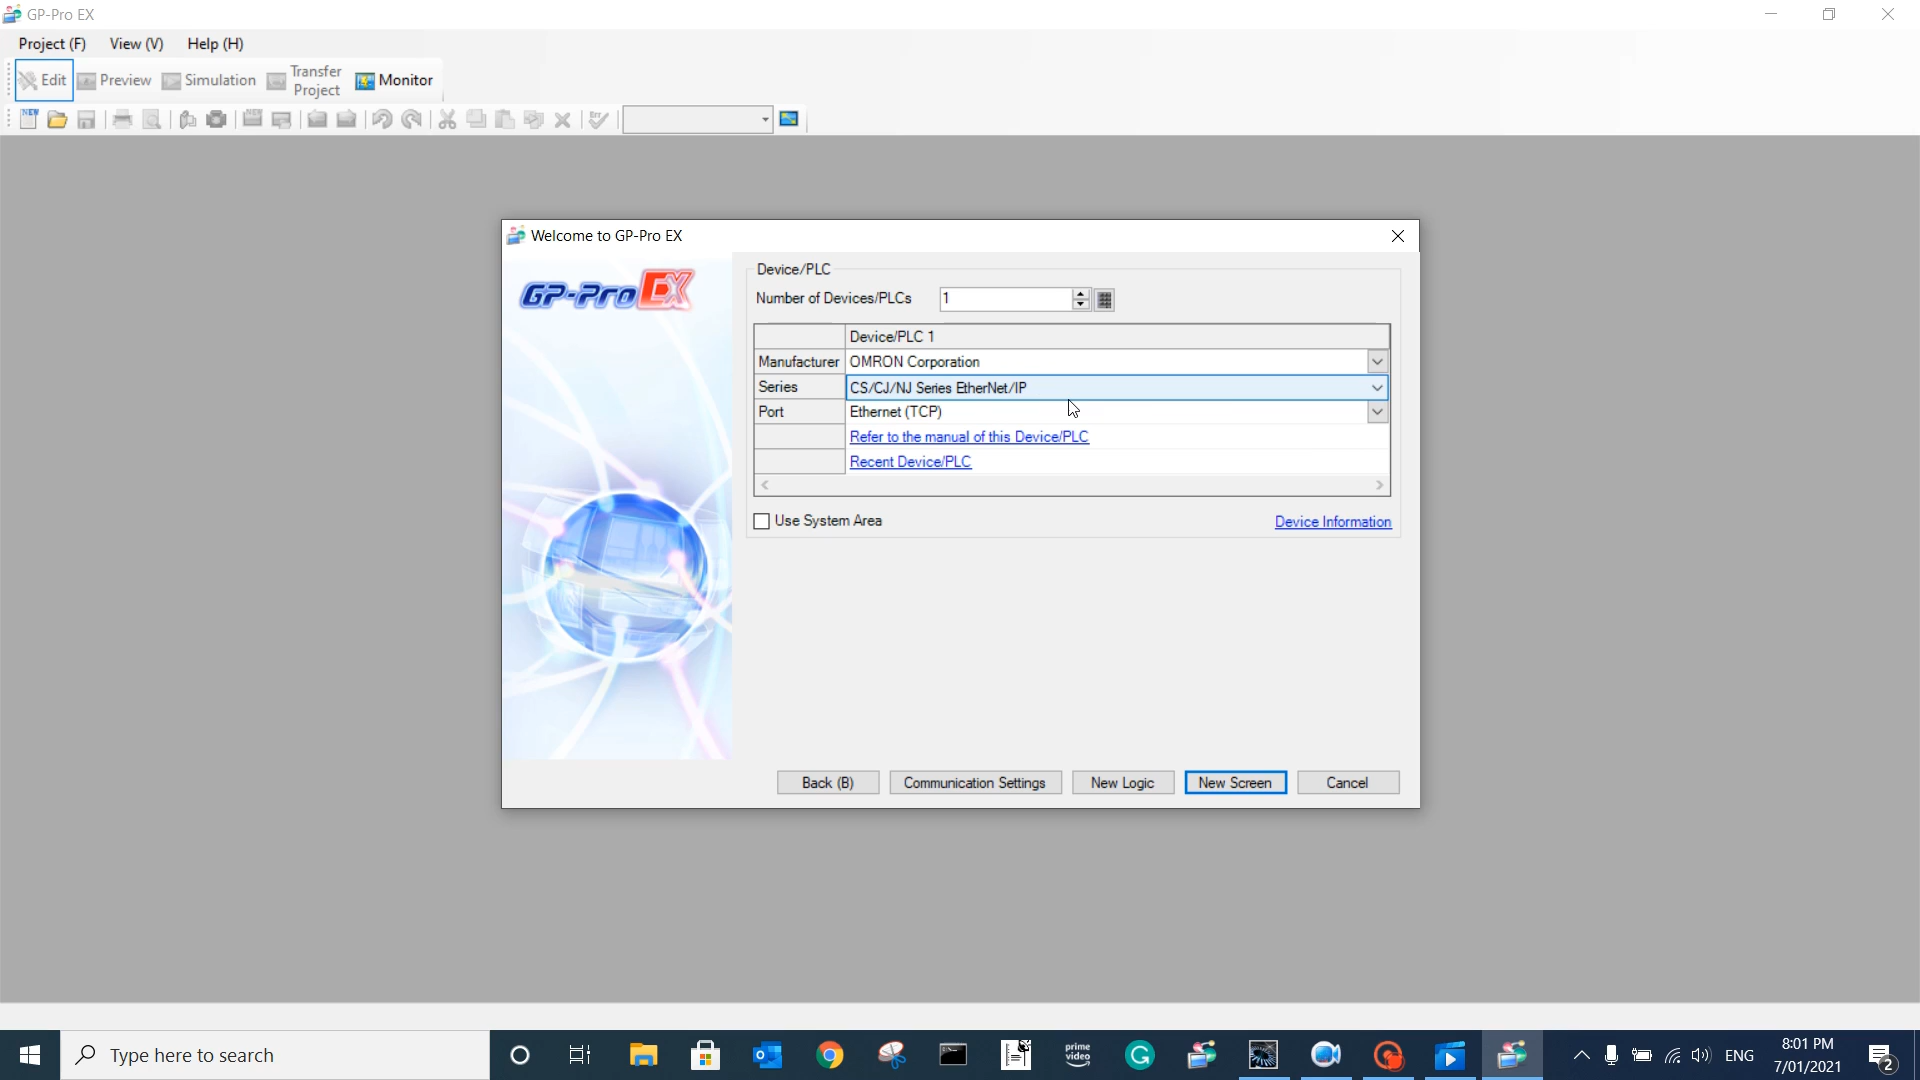 GP-Pro EX
Project (F) View (V) Help (H)
Edit Preview Simulation Transfer Project Monitor
NEW
Welcome to GP-Pro EX
GP-Pro EX
Device/PLC
Number of Devices/PLCs 1
Device/PLC 1
Manufacturer OMRON Corporation
Series CS/CJ/NJ Series EtherNet/IP
Port Ethernet (TCP)
Refer to the manual of this Device/PLC
Recent Device/PLC
Use System Area Device Information
Back (B) Communication Settings New Logic New Screen Cancel
Type here to search
prime video
ENG
8:01 PM
7/01/2021
2